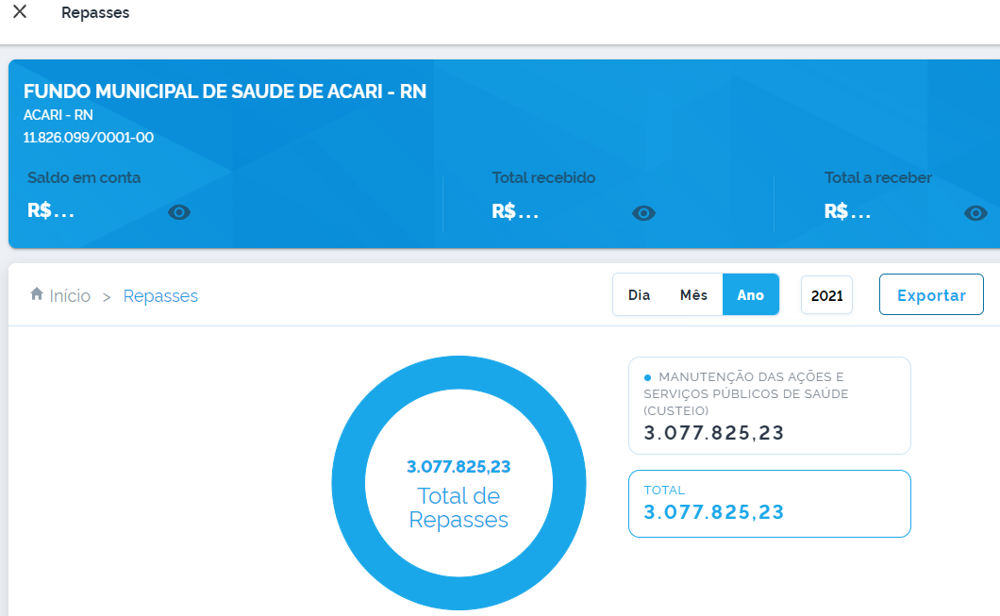 Repasses
FUNDO MUNICIPAL DE SAUDE DE ACARI - RN
ACARI - RN
11.826.099/0001-00
Saldo em conta
R$...
Total recebido
R$...
Total a receber
R$...
Início > Repasses
Dia Mês Ano 2021 Exportar
3.077.825,23
Total de
Repasses
MANUTENÇÃO DAS AÇÕES E
SERVIÇOS PÚBLICOS DE SAÚDE
(CUSTEIO)
3.077.825,23
TOTAL
3.077.825,23